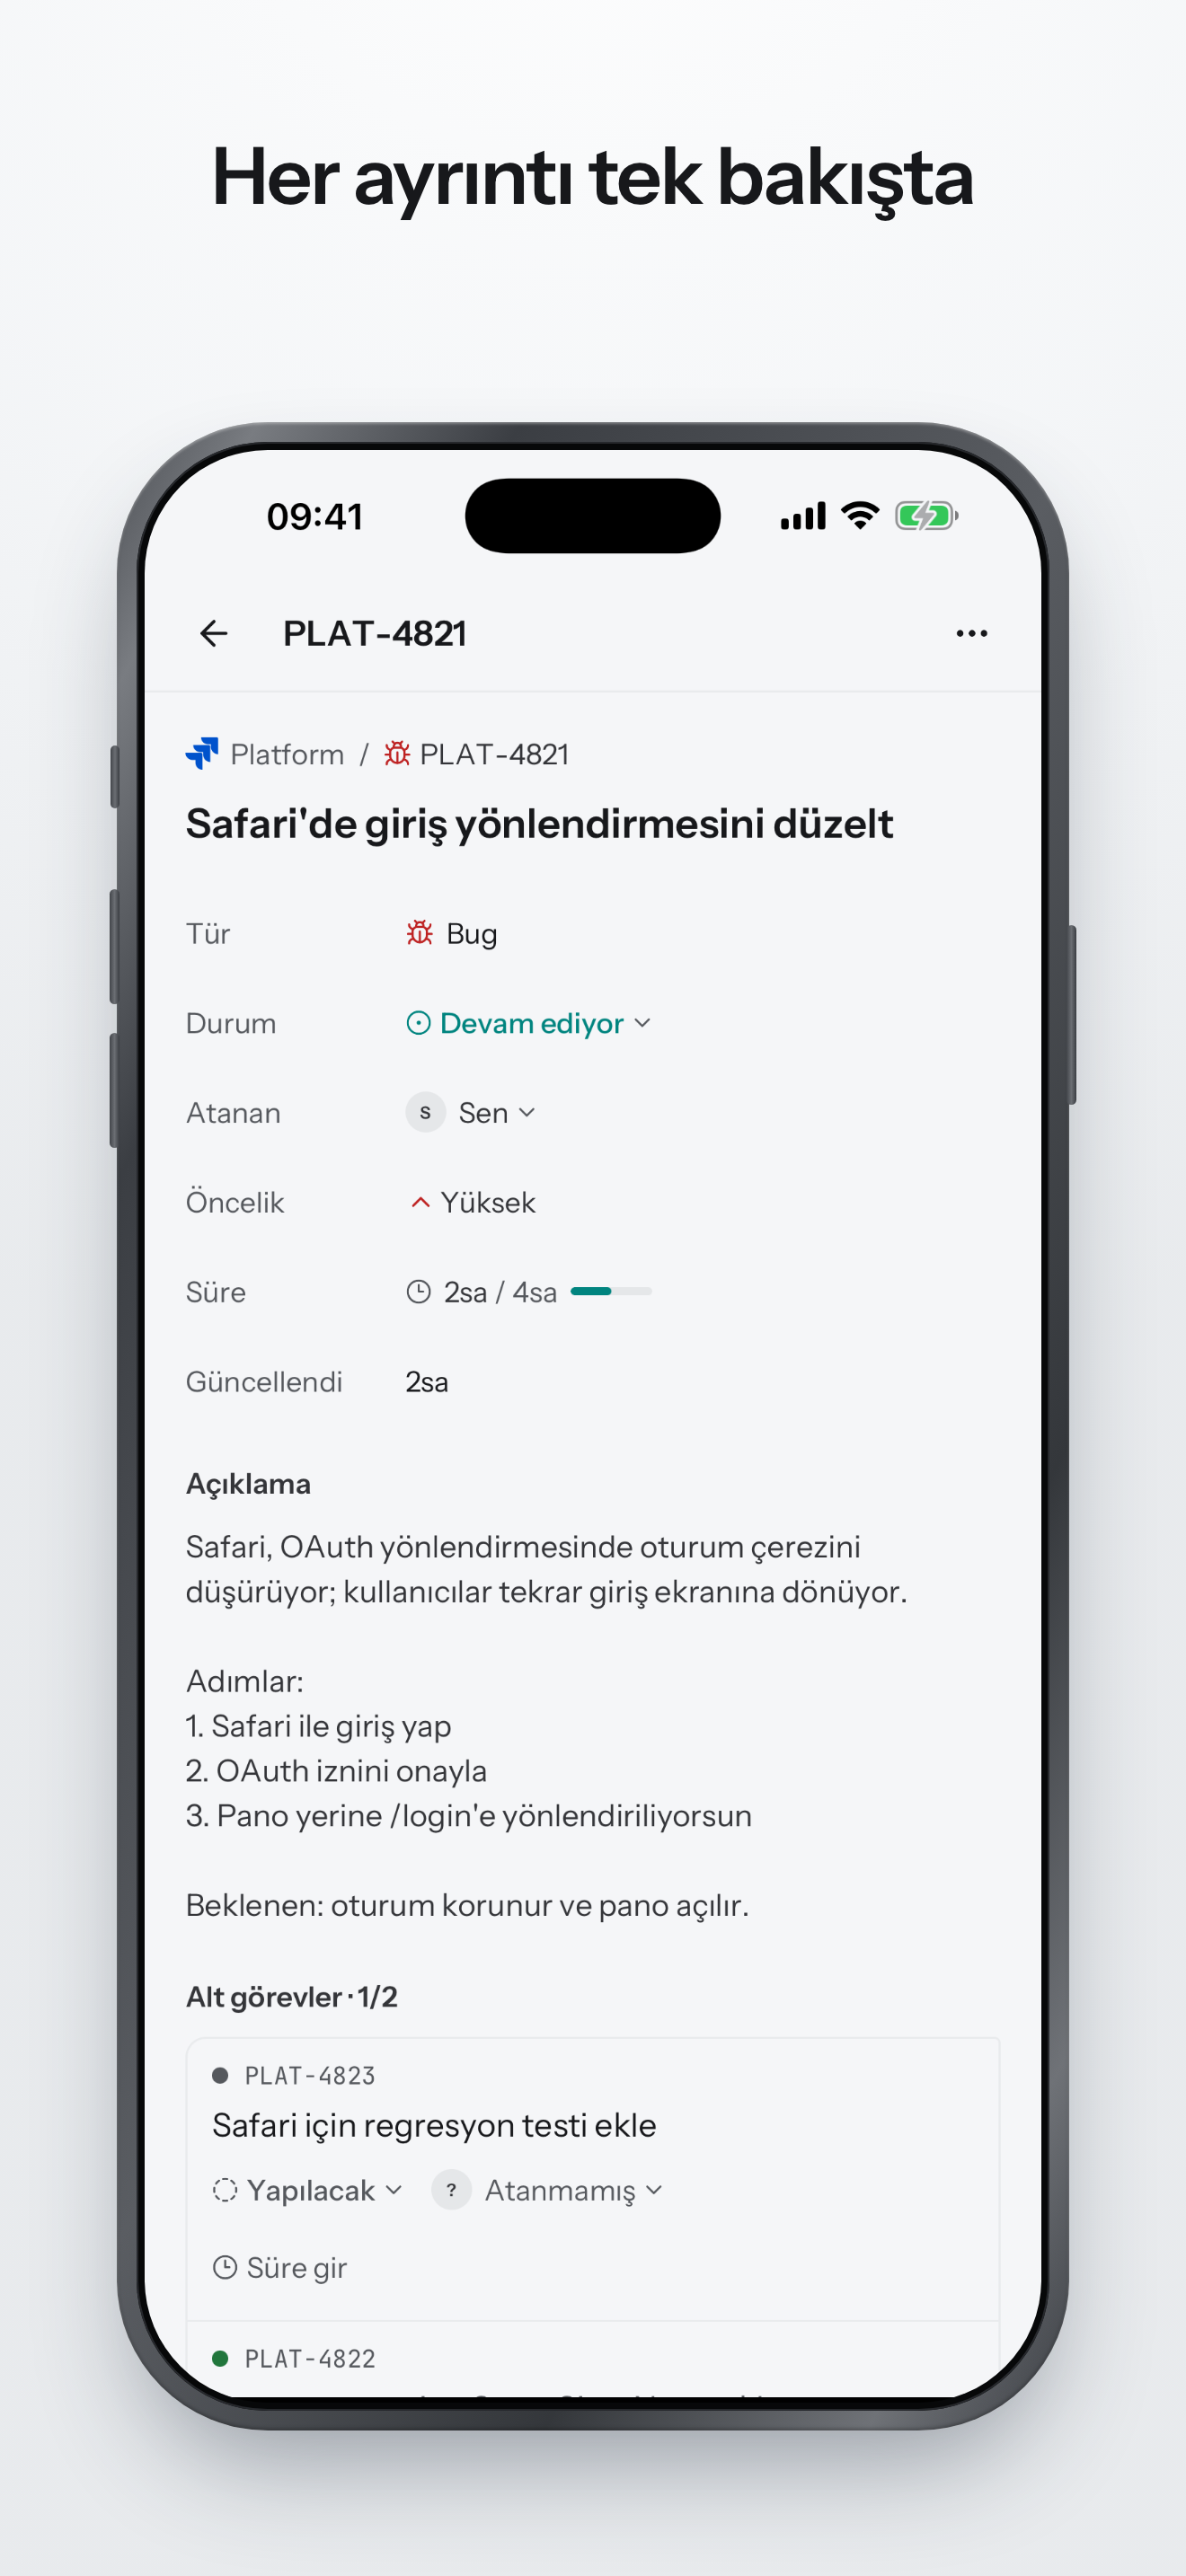 Her ayrıntı tek bakışta
09:41
PLAT-4821
Platform / PLAT-4821
Safari'de giriş yönlendirmesini düzelt
Tür Bug
Durum Devam ediyor
Atanan S Sen
Öncelik Yüksek
Süre 2sa / 4sa
Güncellendi 2sa
Açıklama
Safari, OAuth yönlendirmesinde oturum çerezini
düşürüyor; kullanıcılar tekrar giriş ekranına dönüyor.
Adımlar:
1. Safari ile giriş yap
2. OAuth iznini onayla
3. Pano yerine /login'e yönlendiriliyorsun
Beklenen: oturum korunur ve pano açılır.
Alt görevler · 1/2
PLAT-4823
Safari için regresyon testi ekle
Yapılacak ? Atanmamış
Süre gir
PLAT-4822